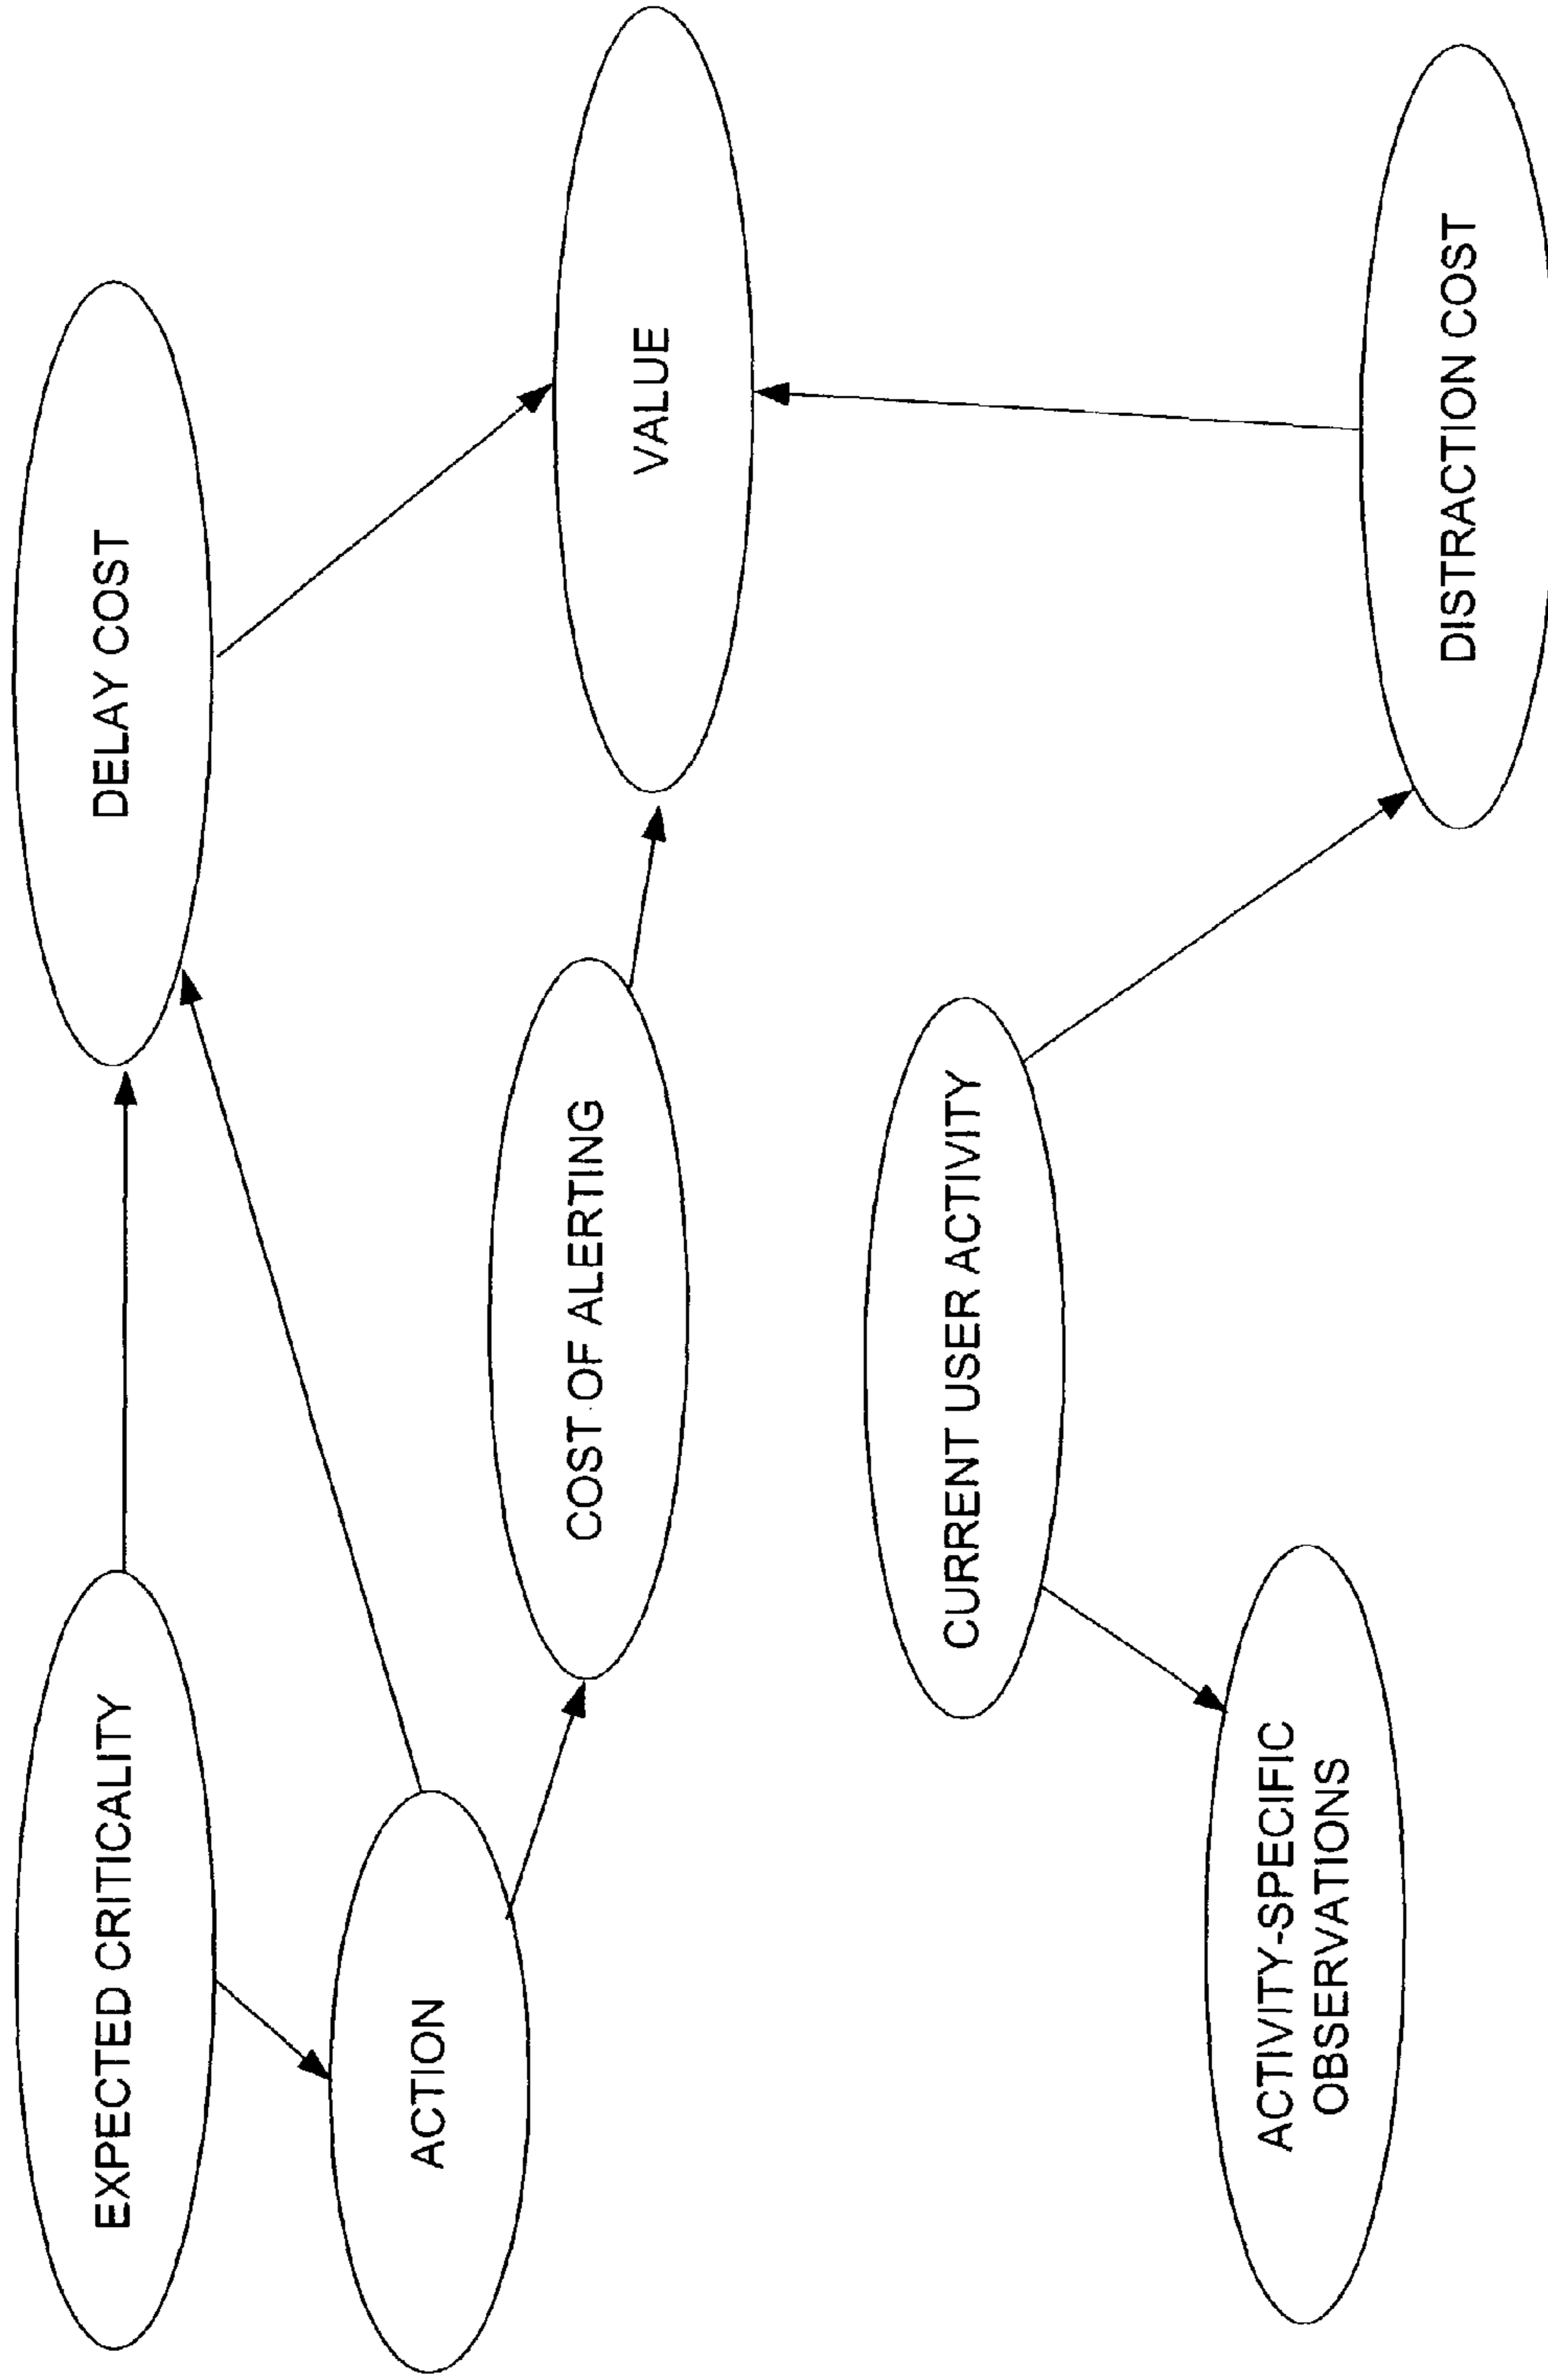 EXPECTED CRITICALITY
DELAY COST
ACTION
COST OF ALERTING
VALUE
CURRENT USER ACTIVITY
ACTIVITY-SPECIFIC
OBSERVATIONS
DISTRACTION COST